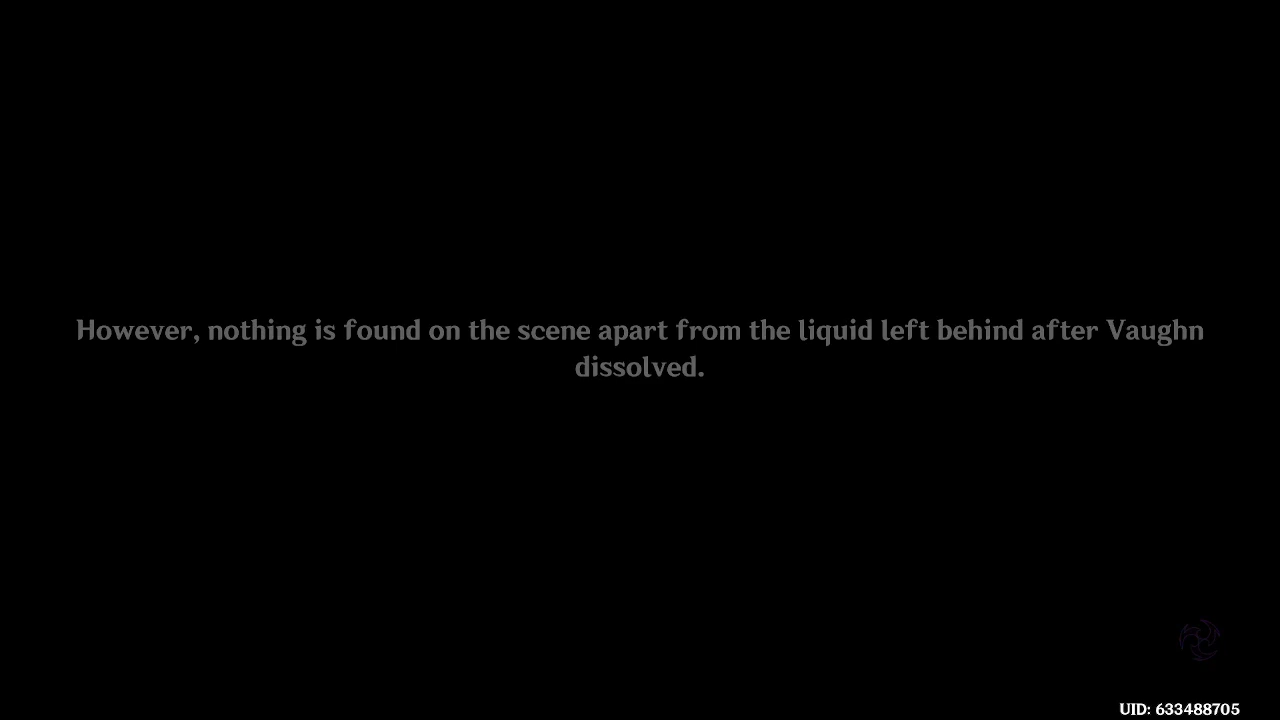 However, nothing is found on the scene apart from the liquid left behind after Vaughn
dissolved.
UID: 633488705